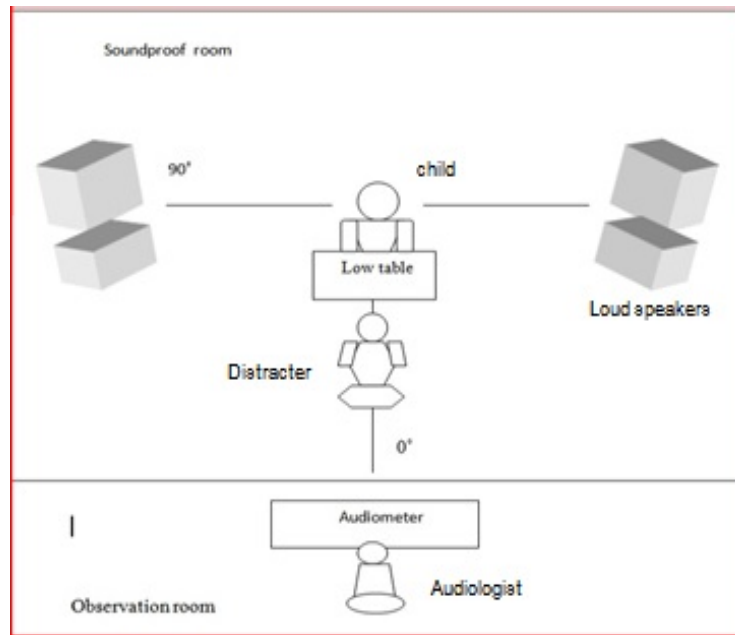 Soundproof room
90°
child
Low table
Loud speakers
Distracter
0°
Audiometer
Audiologist
Observation room